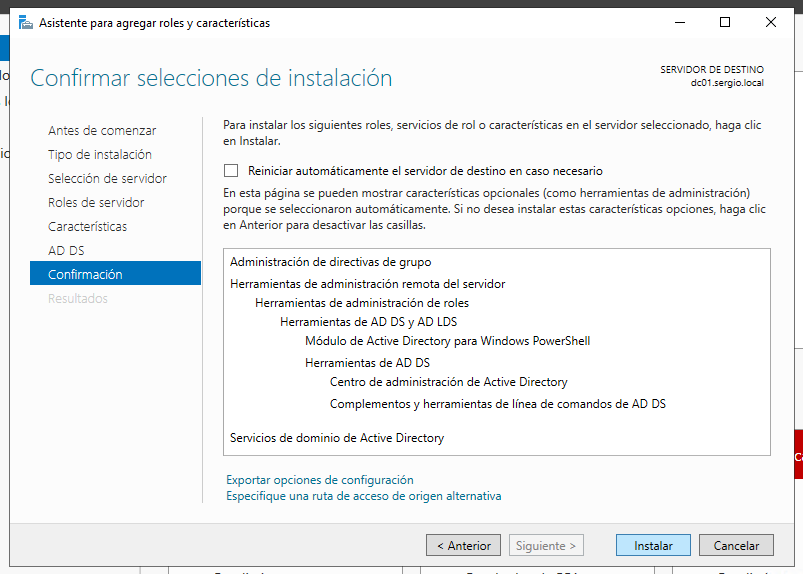 Asistente para agregar roles y características
Confirmar selecciones de instalación
SERVIDOR DE DESTINO
dc01.sergio.local
Antes de comenzar
Tipo de instalación
Selección de servidor
Roles de servidor
Características
AD DS
Confirmación
Resultados
Para instalar los siguientes roles, servicios de rol o características en el servidor seleccionado, haga clic
en Instalar.
Reiniciar automáticamente el servidor de destino en caso necesario
En esta página se pueden mostrar características opcionales (como herramientas de administración)
porque se seleccionaron automáticamente. Si no desea instalar estas características opciones, haga clic
en Anterior para desactivar las casillas.
Administración de directivas de grupo
Herramientas de administración remota del servidor
Herramientas de administración de roles
Herramientas de AD DS y AD LDS
Módulo de Active Directory para Windows PowerShell
Herramientas de AD DS
Centro de administración de Active Directory
Complementos y herramientas de línea de comandos de AD DS
Servicios de dominio de Active Directory
Exportar opciones de configuración
Especifique una ruta de acceso de origen alternativa
< Anterior
Siguiente >
Instalar
Cancelar